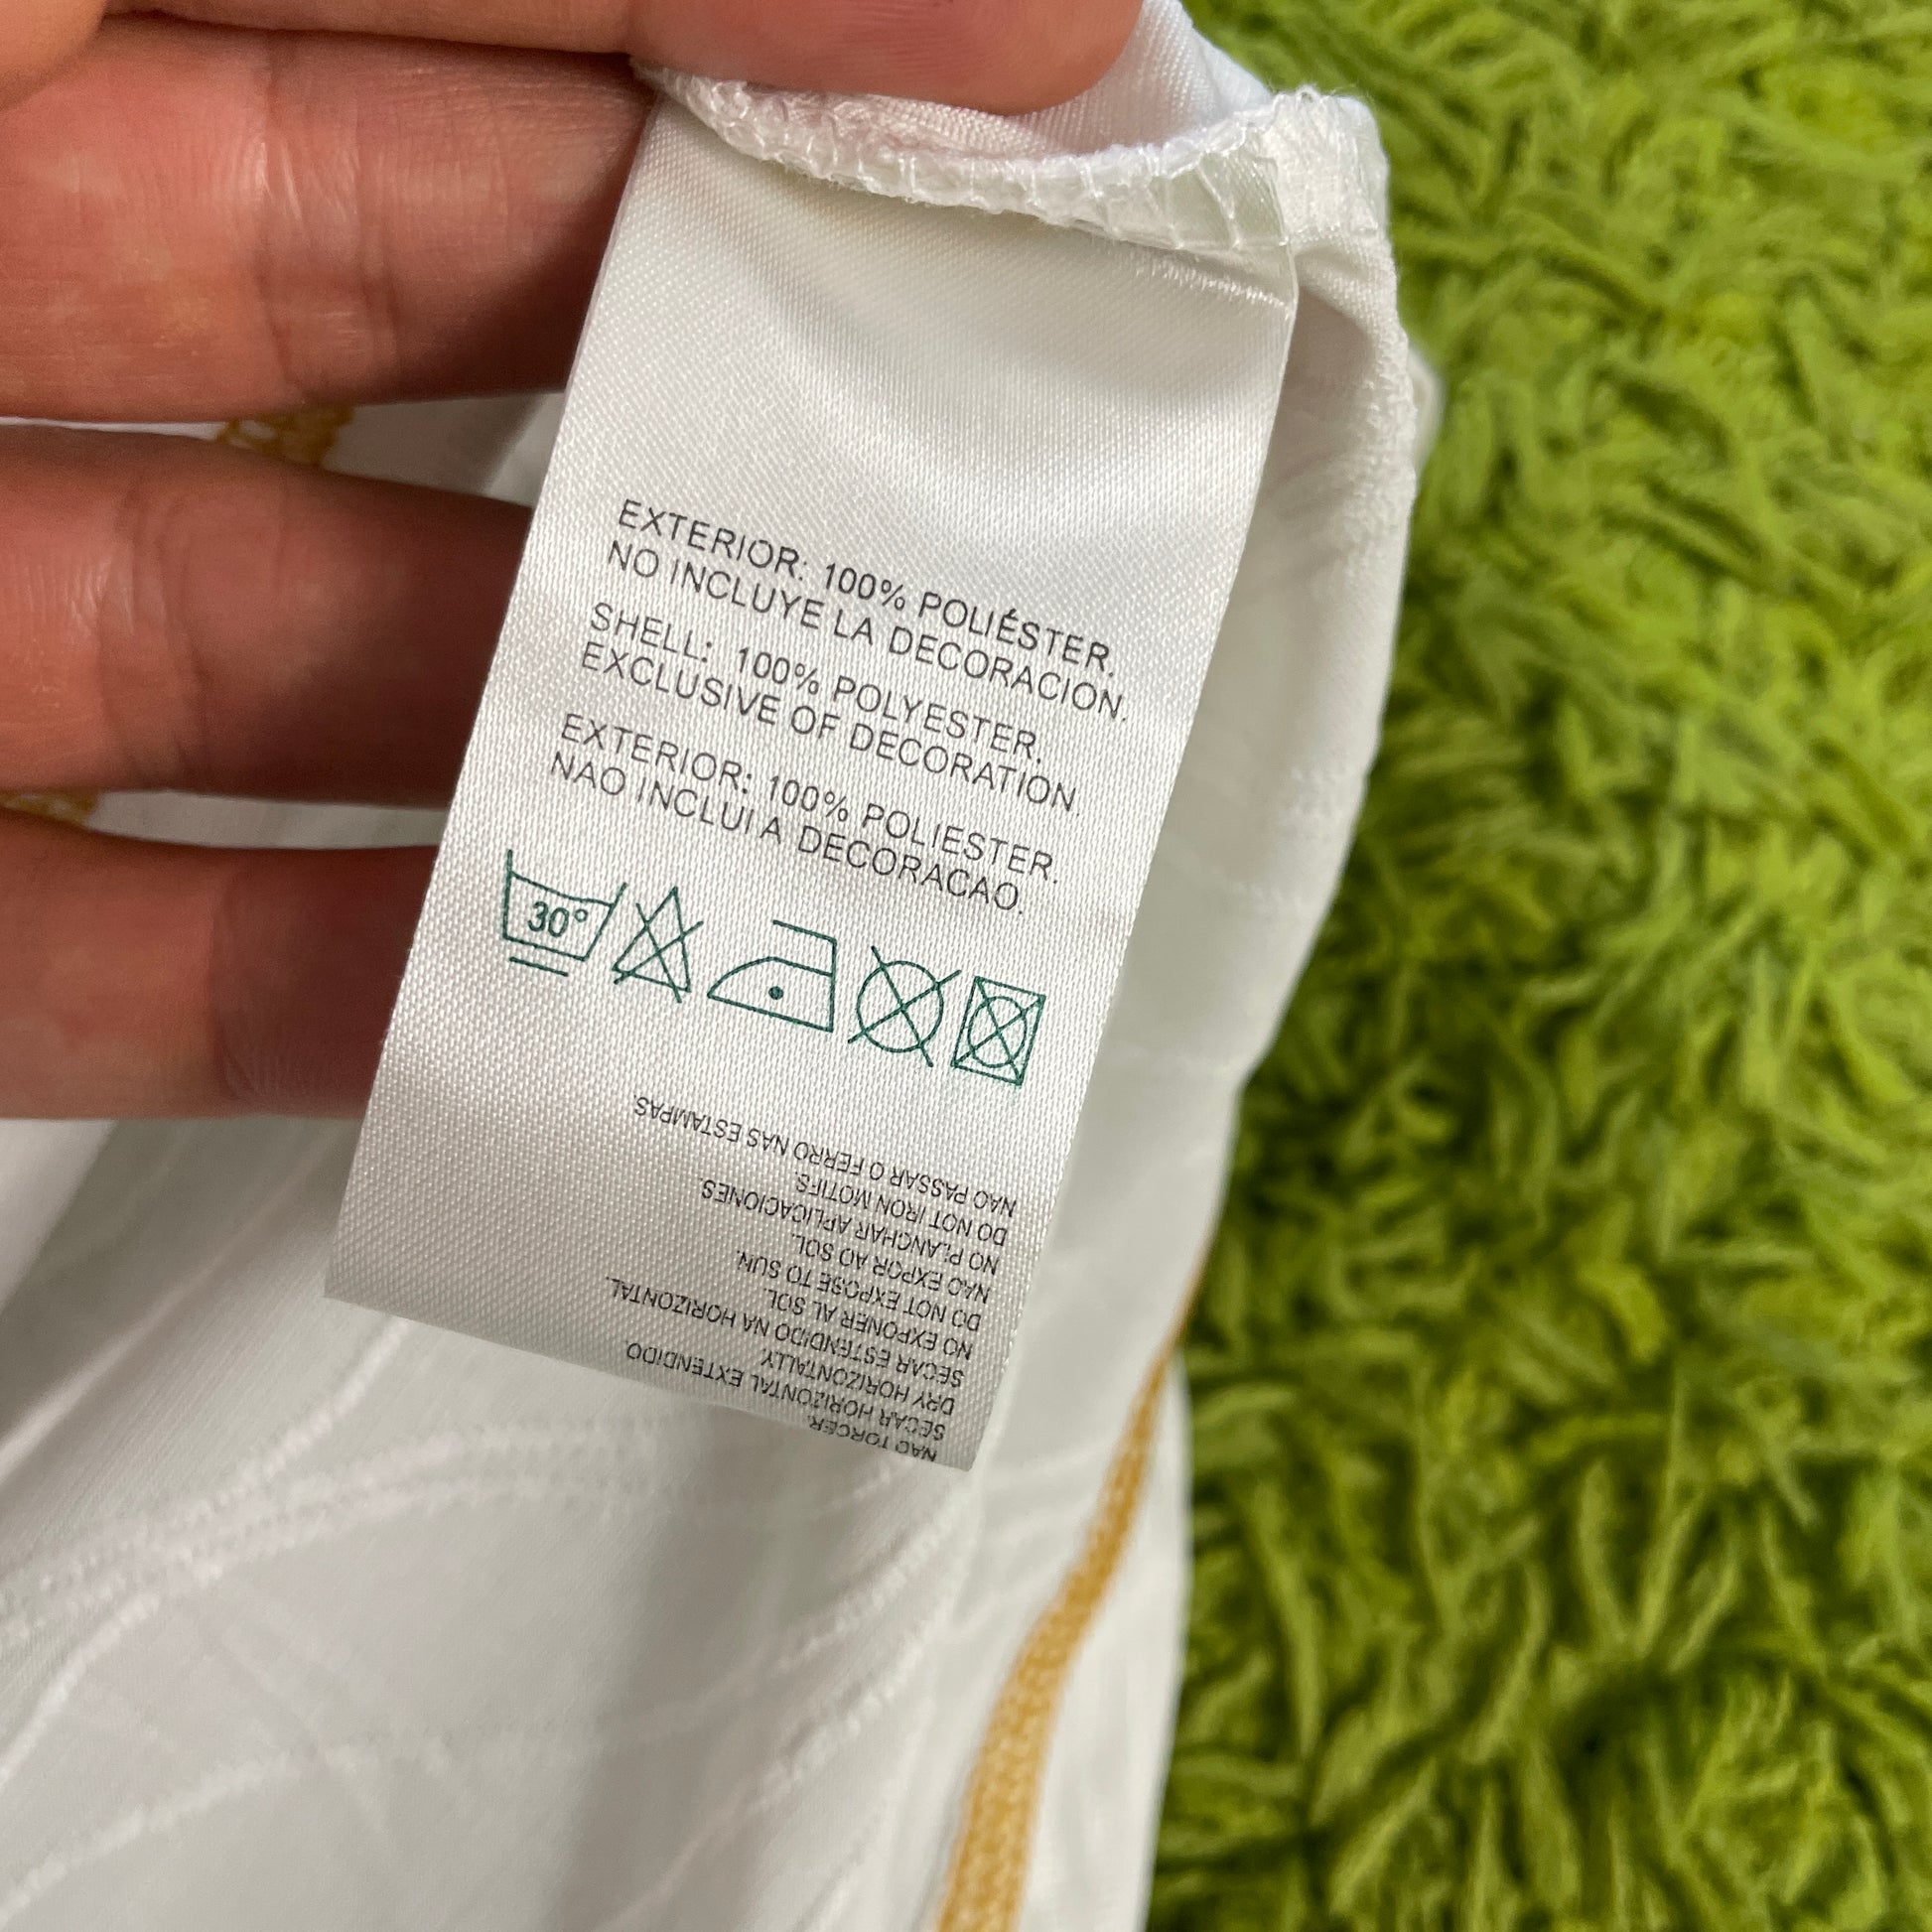 EXTERIOR: 100% POLIÉSTER.
NO INCLUYE LA DECORACION.
SHELL: 100% POLYESTER.
EXCLUSIVE OF DECORATION.
EXTERIOR: 100% POLIESTER.
NAO INCLUI A DECORACAO.
30°
NAO TORCER.
SECAR HORIZONTAL EXTENDIDO.
DRY HORIZONTALLY.
SECAR ESTENDIDO NA HORIZONTAL.
NO EXPONER AL SOL.
DO NOT EXPOSE TO SUN.
NAO EXPOR AO SOL.
NO PLANCHAR APLICACIONES.
DO NOT IRON MOTIFS.
NAO PASSAR O FERRO NAS ESTAMPAS.